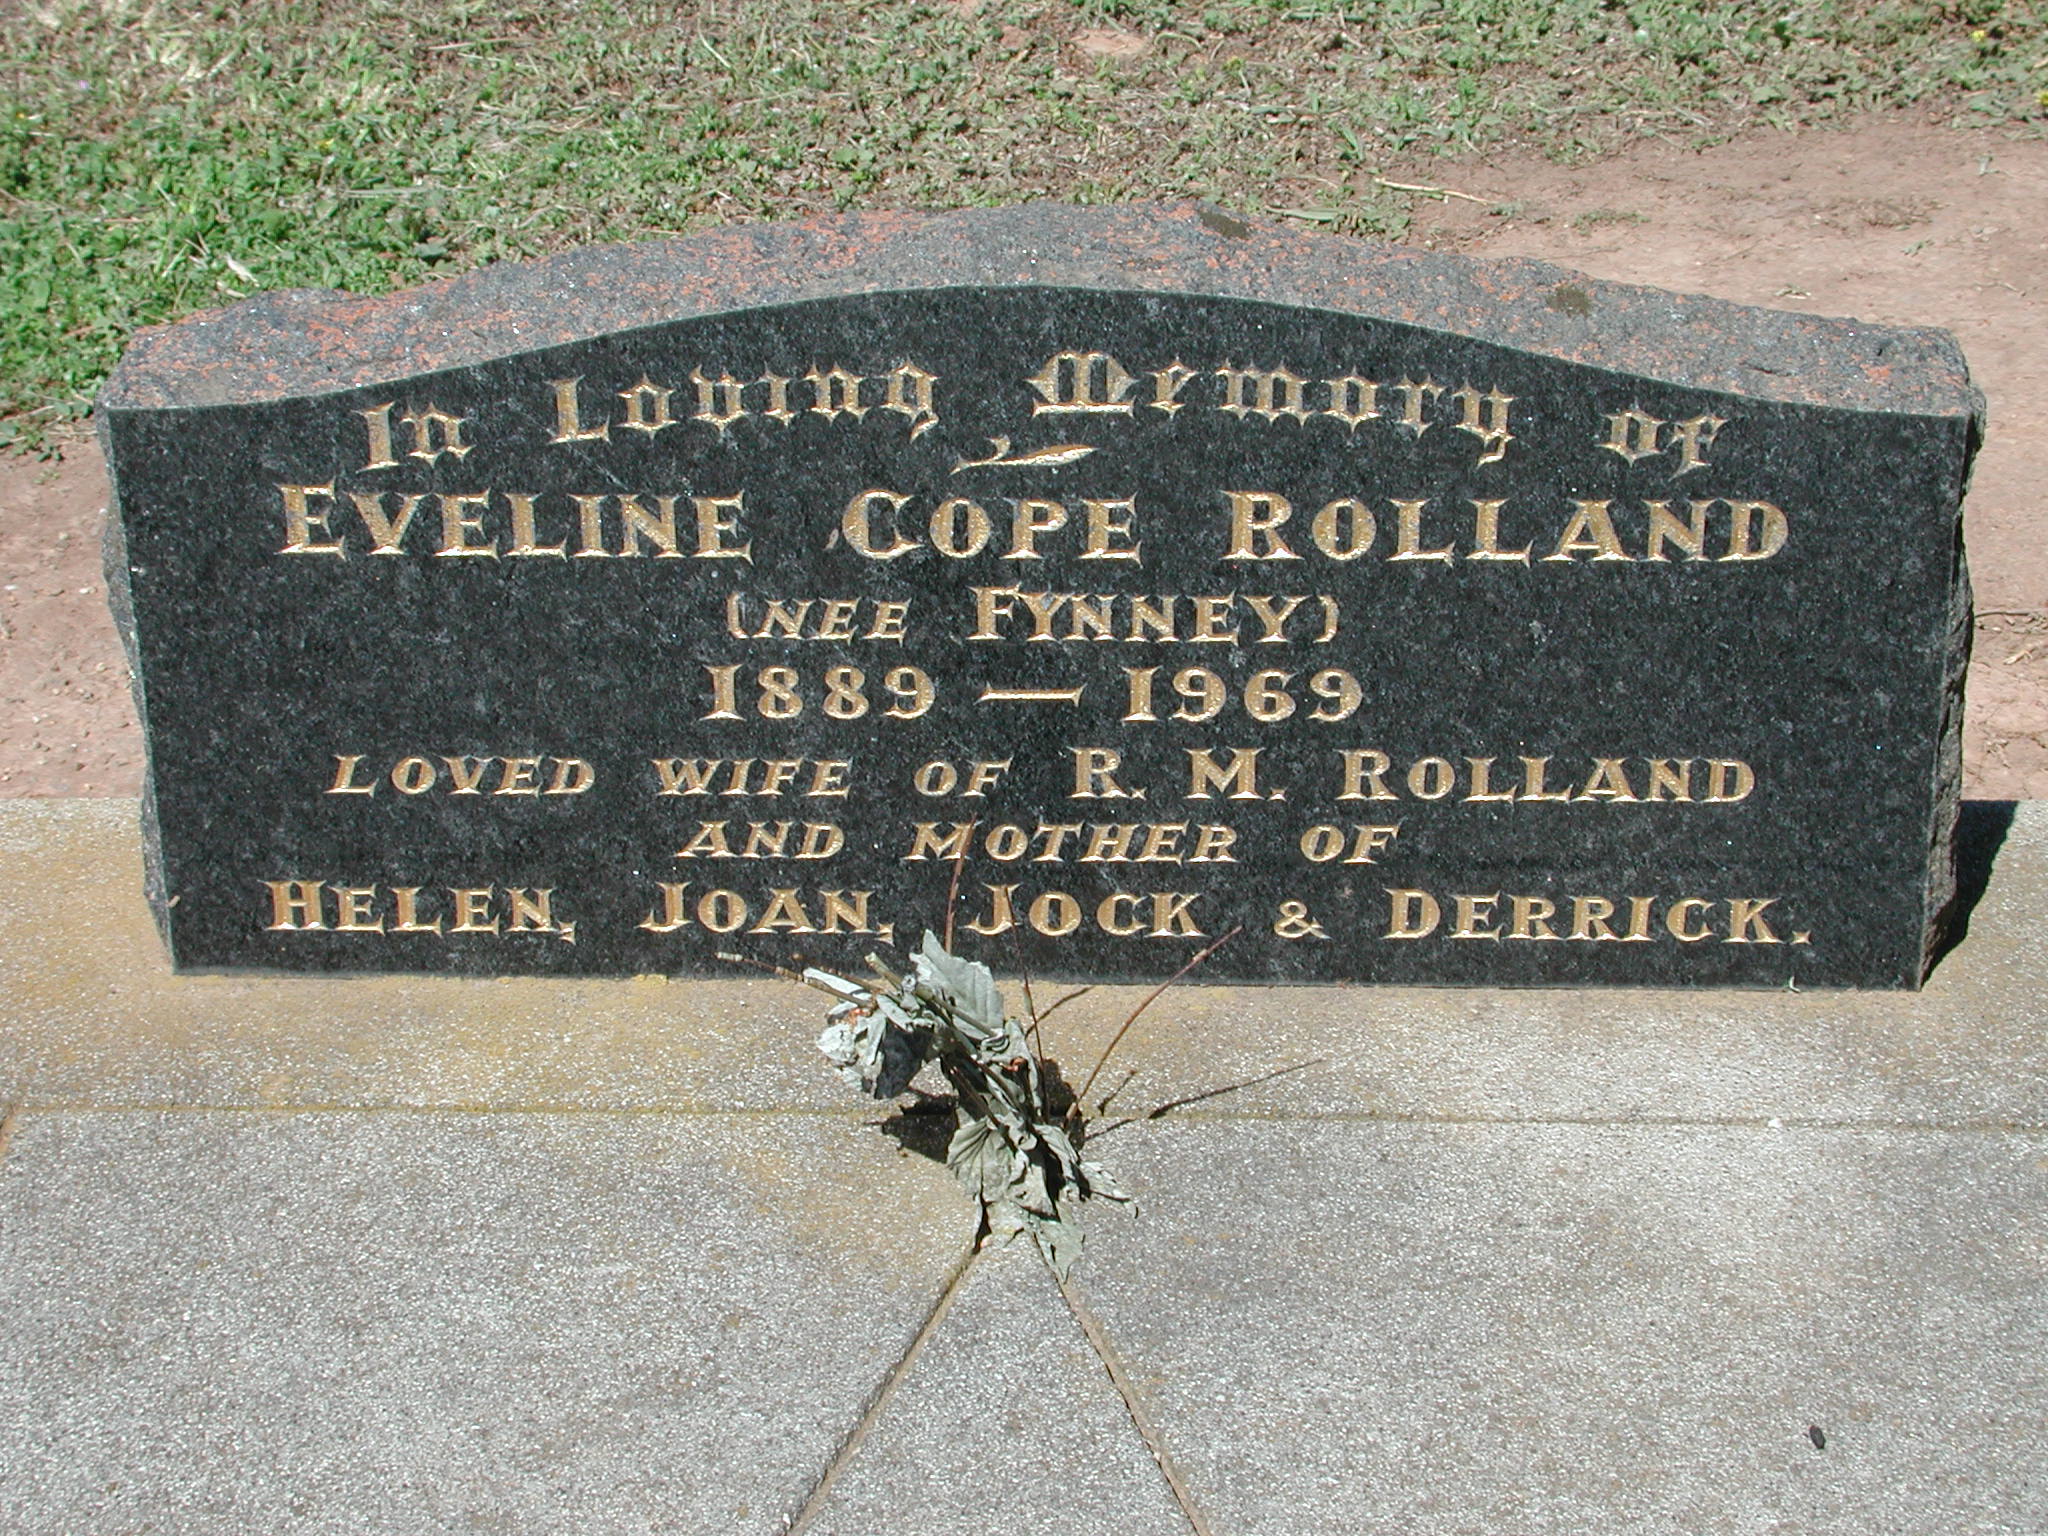 In Loving Memory of
EVELINE COPE ROLLAND
(NEE FYNNEY)
1889 — 1969
LOVED WIFE OF R. M. ROLLAND
AND MOTHER OF
HELEN, JOAN, JOCK & DERRICK.